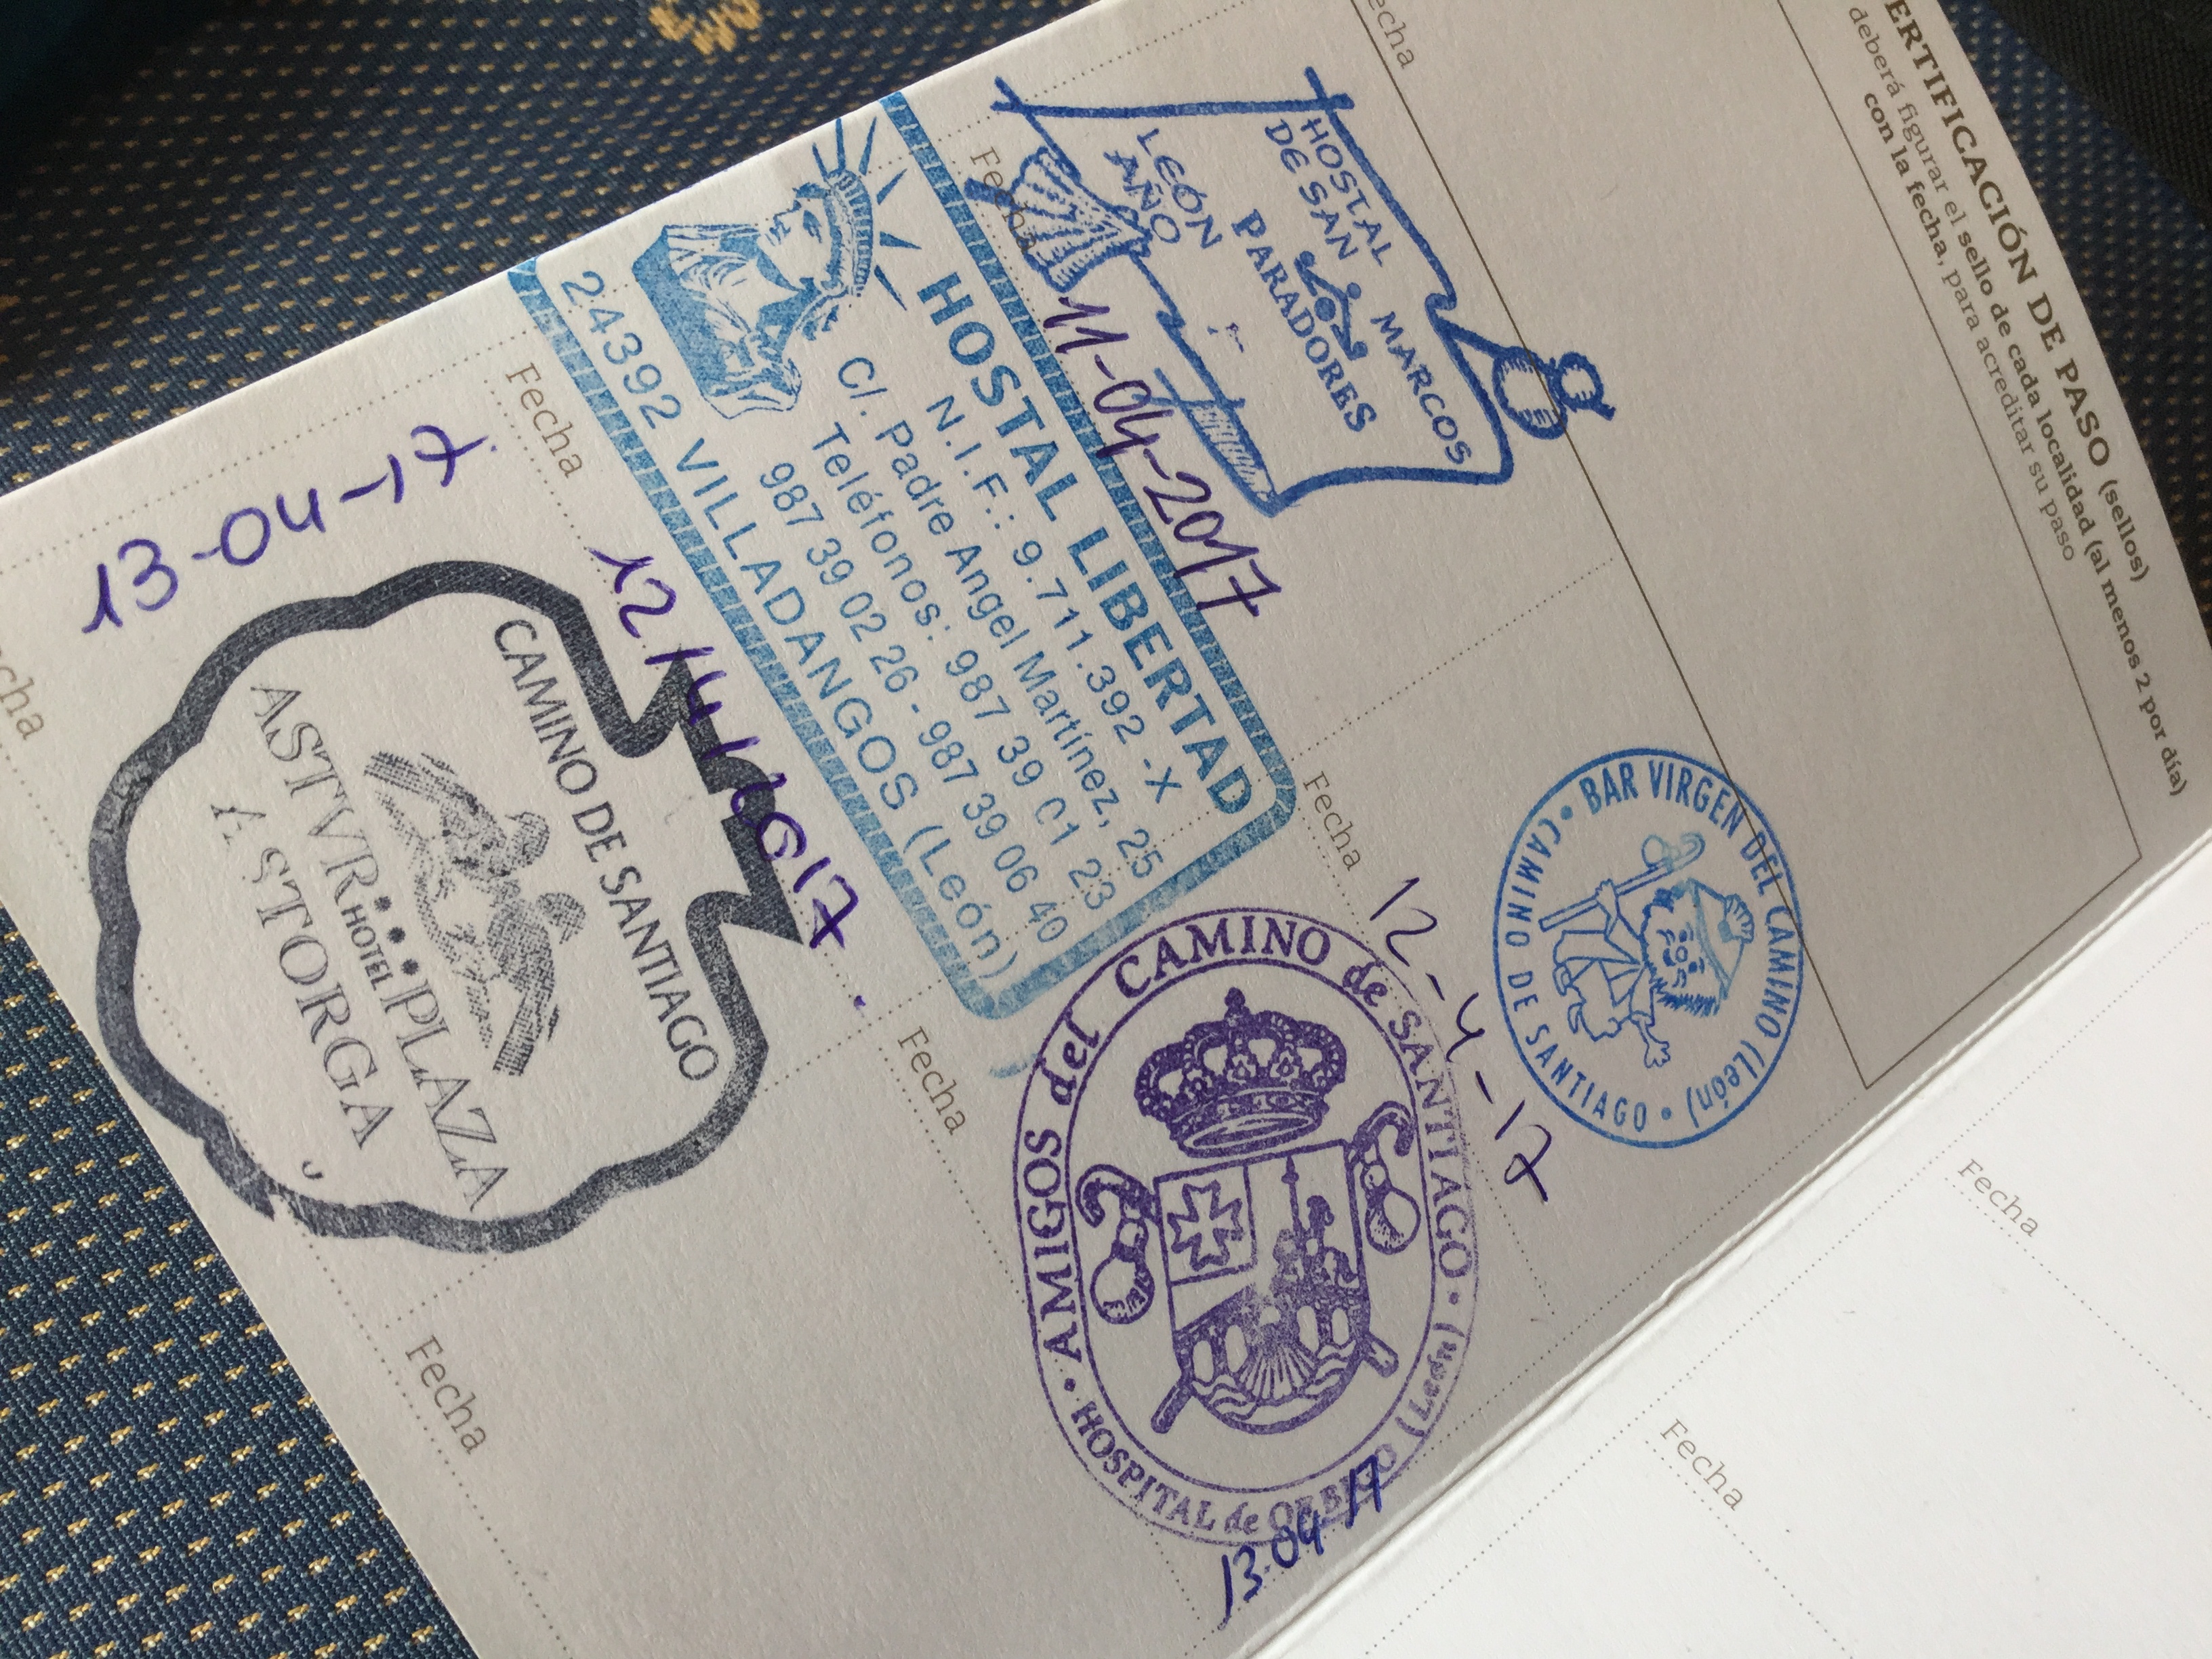 ERTIFICACIÓN DE PASO (sellos)
deberá figurar el sello de cada localidad (al menos 2 por día)
con la fecha, para acreditar su paso
echa
HOSTAL
DE SAN MARCOS
PARADORES
LEÓN
AÑO
Fecha
11-04-2017
• BAR VIRGEN DEL CAMINO (León) •
CAMINO DE SANTIAGO
Fecha
12-4-17
HOSTAL LIBERTAD
N.I.F.: 9.711.392 -X
C/. Padre Angel Martínez, 25
Teléfonos: 987 39 01 23
987 39 02 26 - 987 39 06 40
24392 VILLADANGOS (León)
Fecha
12/4/2017
• AMIGOS del CAMINO de SANTIAGO •
HOSPITAL de ORBIGO (León)
Fecha
13-04-17
CAMINO DE SANTIAGO
ASTVR PLAZA
HOTEL
ASTORGA
13-04-17
cha
Fecha
Fecha
Fecha